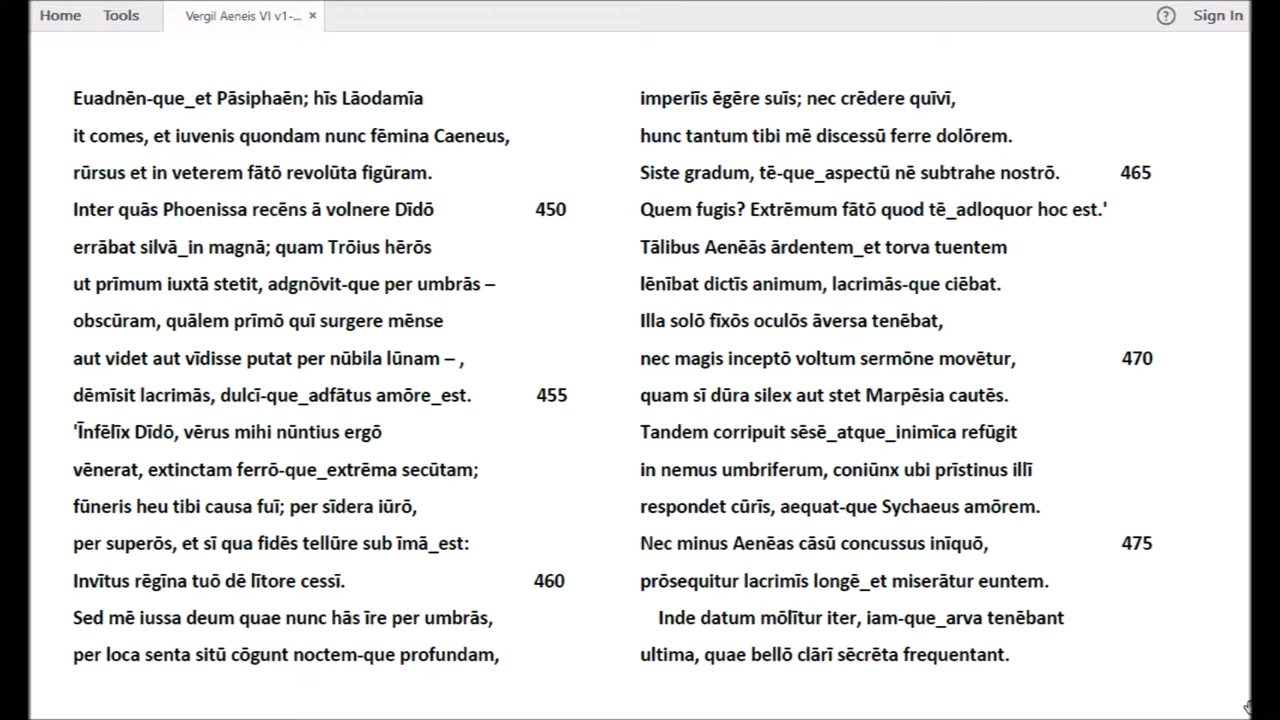 Home Tools Vergil Aeneis VI v1-... × ? Sign In
Euadnēn-que_et Pāsiphaēn; hīs Lāodamīa
it comes, et iuvenis quondam nunc fēmina Caeneus,
rūrsus et in veterem fātō revolūta figūram.
Inter quās Phoenissa recēns ā volnere Dīdō 450
errābat silvā_in magnā; quam Trōius hērōs
ut prīmum iuxtā stetit, adgnōvit-que per umbrās –
obscūram, quālem prīmō quī surgere mēnse
aut videt aut vīdisse putat per nūbila lūnam – ,
dēmīsit lacrimās, dulcī-que_adfātus amōre_est. 455
'Īnfēlīx Dīdō, vērus mihi nūntius ergō
vēnerat, extinctam ferrō-que_extrēma secūtam;
fūneris heu tibi causa fuī; per sīdera iūrō,
per superōs, et sī qua fidēs tellūre sub īmā_est:
Invītus rēgīna tuō dē lītore cessī. 460
Sed mē iussa deum quae nunc hās īre per umbrās,
per loca senta sitū cōgunt noctem-que profundam,
imperiīs ēgēre suīs; nec crēdere quīvī,
hunc tantum tibi mē discessū ferre dolōrem.
Siste gradum, tē-que_aspectū nē subtrahe nostrō. 465
Quem fugis? Extrēmum fātō quod tē_adloquor hoc est.'
Tālibus Aenēās ārdentem_et torva tuentem
lēnībat dictīs animum, lacrimās-que ciēbat.
Illa solō fīxōs oculōs āversa tenēbat,
nec magis inceptō voltum sermōne movētur, 470
quam sī dūra silex aut stet Marpēsia cautēs.
Tandem corripuit sēsē_atque_inimīca refūgit
in nemus umbriferum, coniūnx ubi prīstinus illī
respondet cūrīs, aequat-que Sychaeus amōrem.
Nec minus Aenēas cāsū concussus inīquō, 475
prōsequitur lacrimīs longē_et miserātur euntem.
Inde datum mōlītur iter, iam-que_arva tenēbant
ultima, quae bellō clārī sēcrēta frequentant.